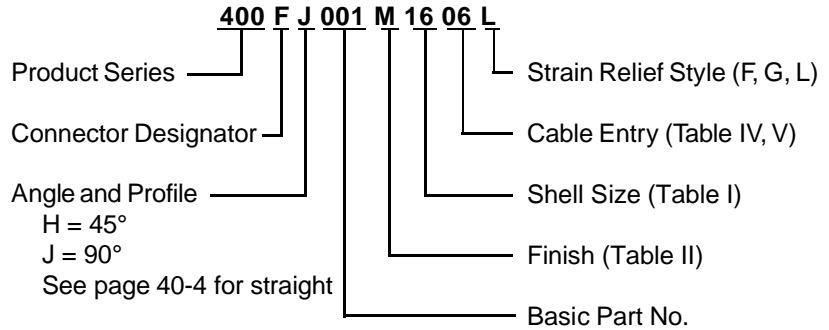 400 F J 001 M 16 06 L
Product Series
Connector Designator
Angle and Profile
H = 45°
J = 90°
See page 40-4 for straight
Strain Relief Style (F, G, L)
Cable Entry (Table IV, V)
Shell Size (Table I)
Finish (Table II)
Basic Part No.